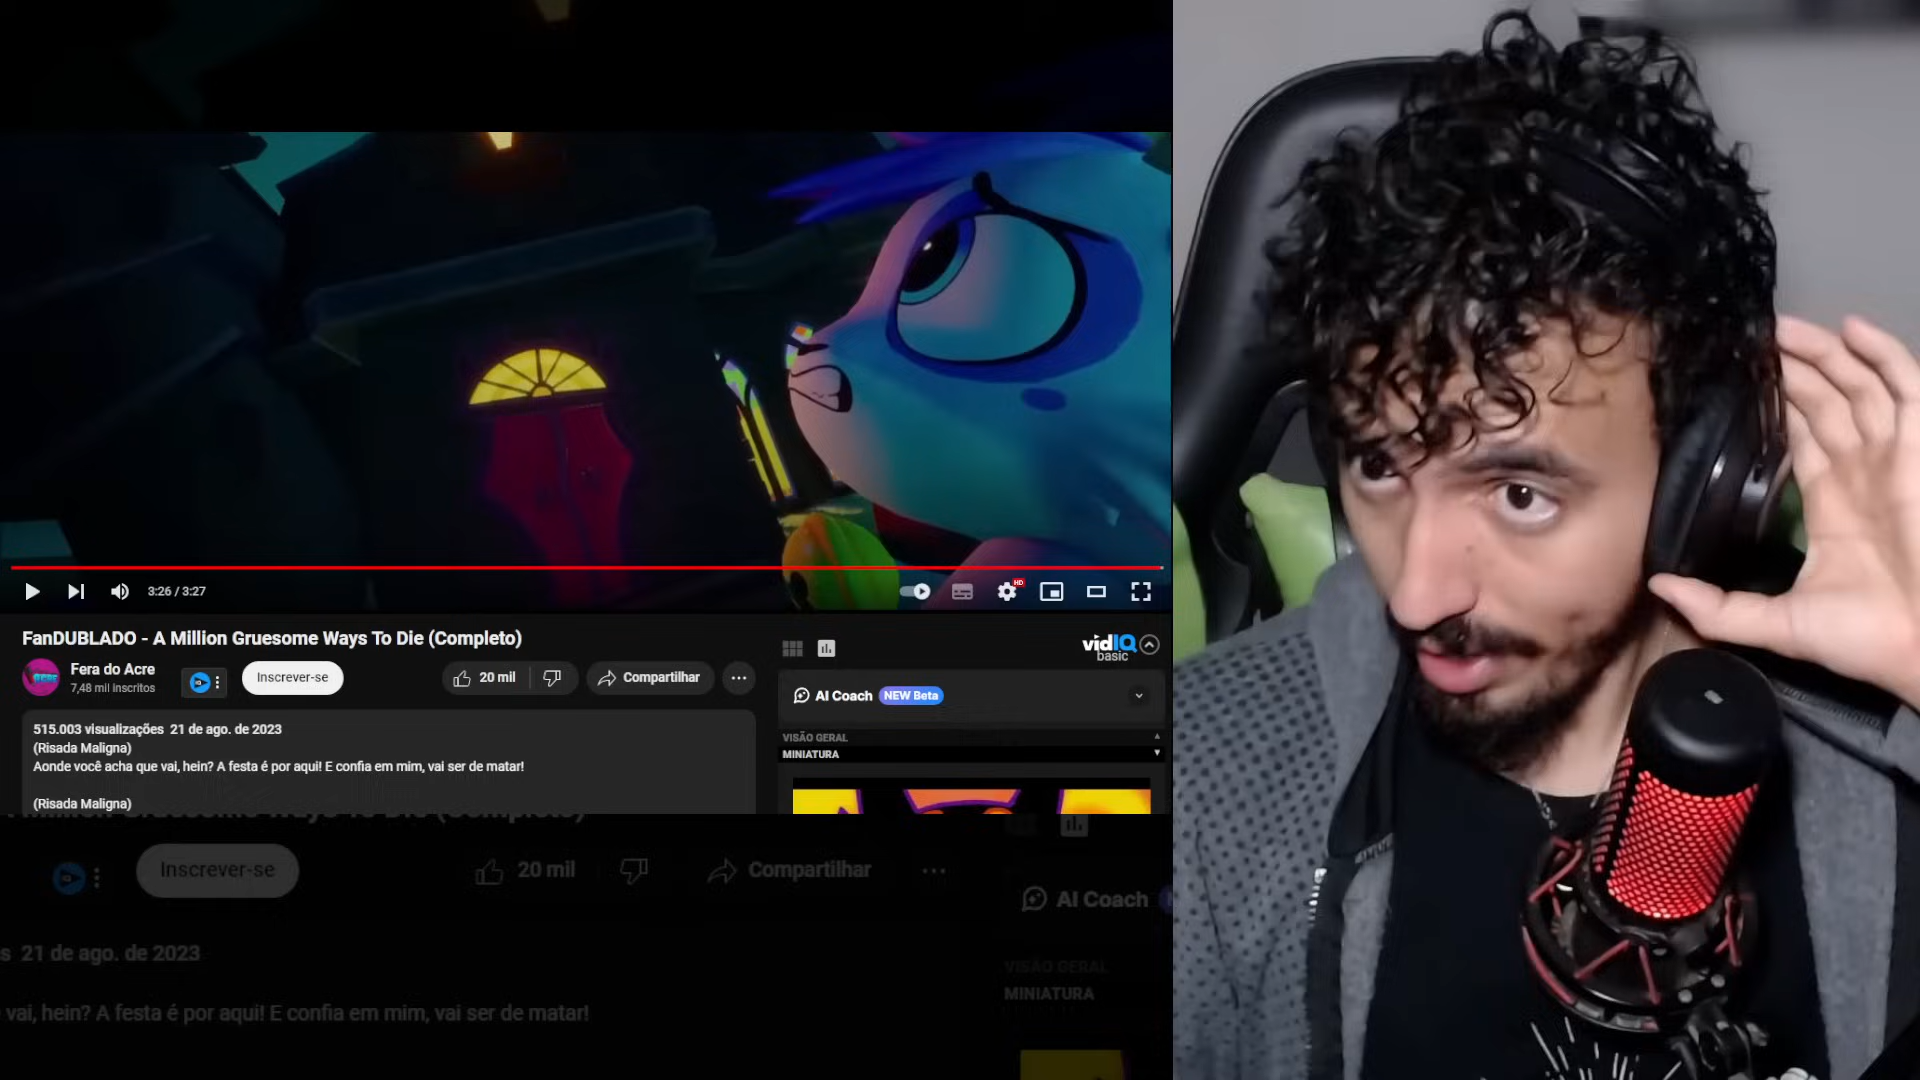 3:26 / 3:27
HD
FanDUBLADO - A Million Gruesome Ways To Die (Completo)
Fera do Acre
7,48 mil inscritos
Inscrever-se
20 mil
Compartilhar
515.003 visualizações 21 de ago. de 2023
(Risada Maligna)
Aonde você acha que vai, hein? A festa é por aqui! E confia em mim, vai ser de matar!
(Risada Maligna)
vidIQ
basic
AI Coach NEW Beta
VISÃO GERAL
MINIATURA
Inscrever-se
20 mil
Compartilhar
AI Coach
s 21 de ago. de 2023
VISÃO GERAL
MINIATURA
vai, hein? A festa é por aqui! E confia em mim, vai ser de matar!